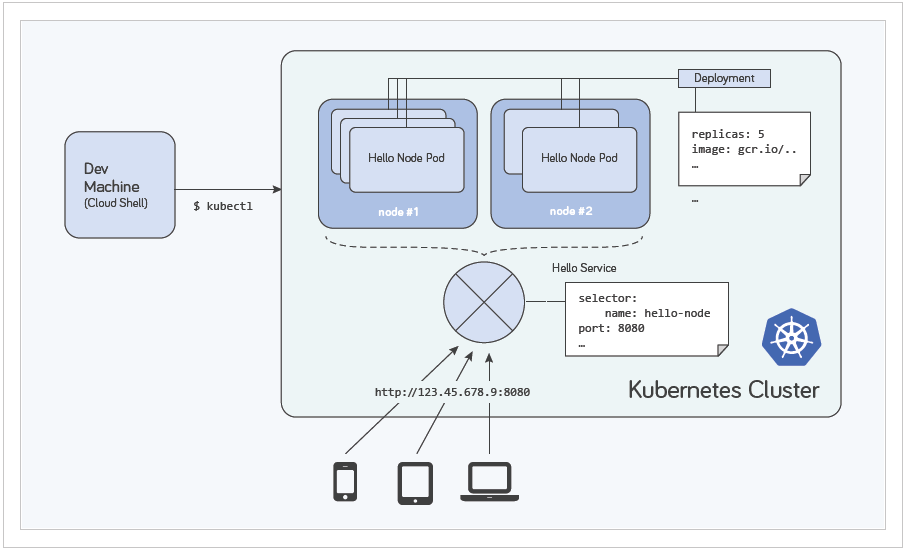 Deployment
replicas: 5
image: gcr.io/..
…
…
Hello Node Pod
node #1
Hello Node Pod
node #2
Dev
Machine
(Cloud Shell)
$ kubectl
Hello Service
selector:
name: hello-node
port: 8080
…
http://123.45.678.9:8080
Kubernetes Cluster